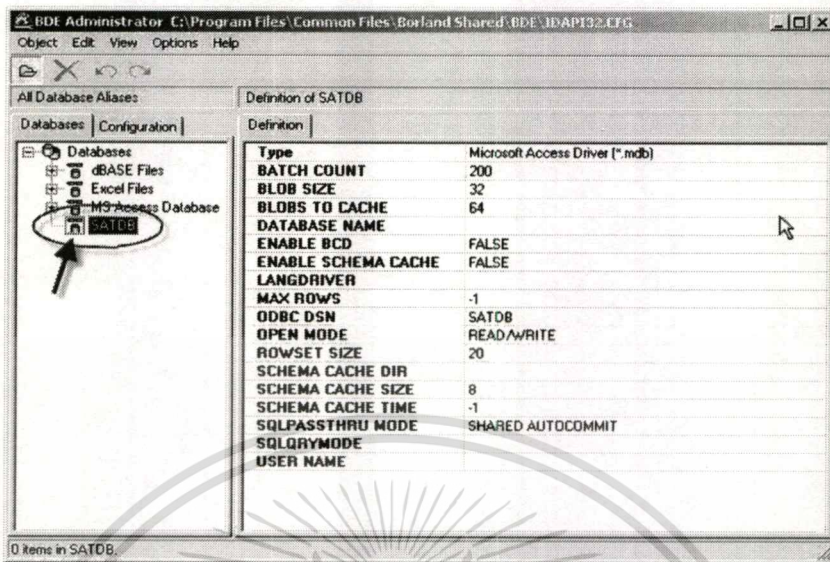 BDE Administrator C:\Program Files\Common Files\Borland Shared\BDE\IDAPI32.CFG
Object Edit View Options Help
All Database Aliases
Definition of SATDB
Databases
Configuration
Definition
Databases
dBASE Files
Excel Files
MS Access Database
SATDB
Type Microsoft Access Driver (*.mdb)
BATCH COUNT 200
BLOB SIZE 32
BLOBS TO CACHE 64
DATABASE NAME
ENABLE BCD FALSE
ENABLE SCHEMA CACHE FALSE
LANGDRIVER
MAX ROWS -1
ODBC DSN SATDB
OPEN MODE READ/WRITE
ROWSET SIZE 20
SCHEMA CACHE DIR
SCHEMA CACHE SIZE 8
SCHEMA CACHE TIME -1
SQLPASSTHRU MODE SHARED AUTOCOMMIT
SQLQRYMODE
USER NAME
0 items in SATDB.